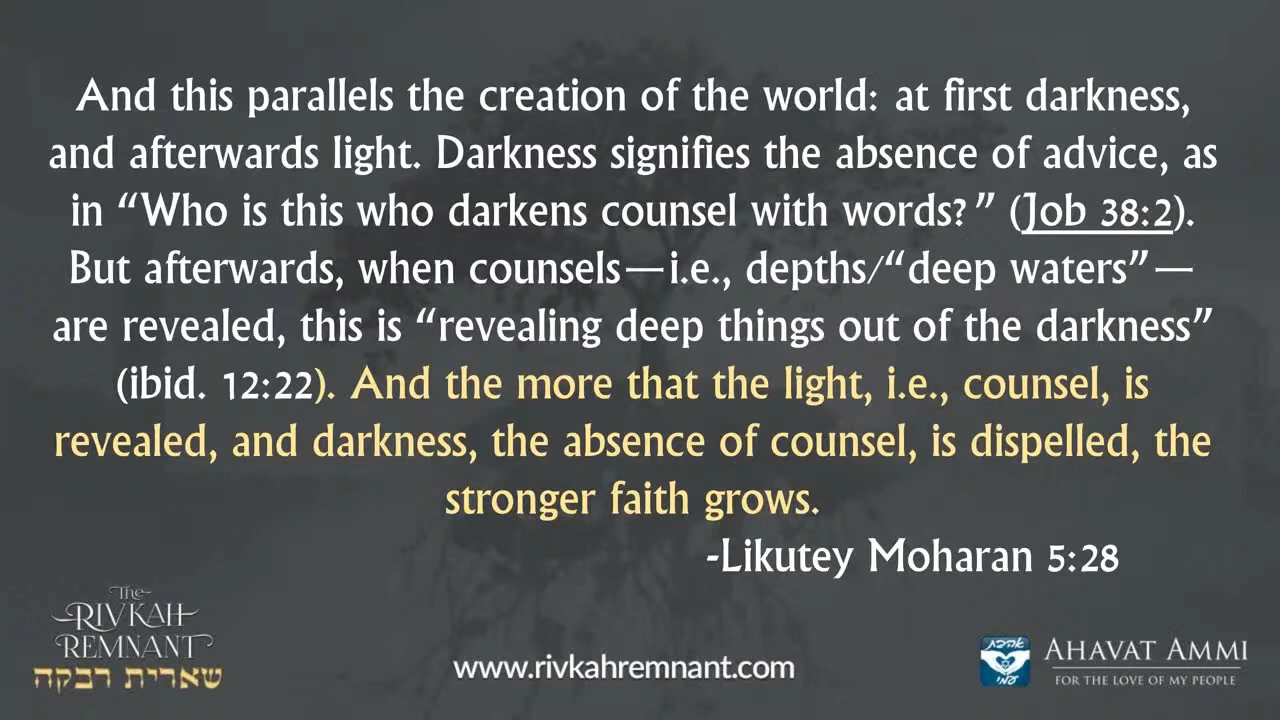 And this parallels the creation of the world: at first darkness,
and afterwards light. Darkness signifies the absence of advice, as
in “Who is this who darkens counsel with words?” (Job 38:2).
But afterwards, when counsels—i.e., depths/“deep waters”—
are revealed, this is “revealing deep things out of the darkness”
(ibid. 12:22). And the more that the light, i.e., counsel, is
revealed, and darkness, the absence of counsel, is dispelled, the
stronger faith grows.
-Likutey Moharan 5:28
The
RIVKAH
REMNANT
שארית רבקה
www.rivkahremnant.com
אהבת
עמי
AHAVAT AMMI
FOR THE LOVE OF MY PEOPLE